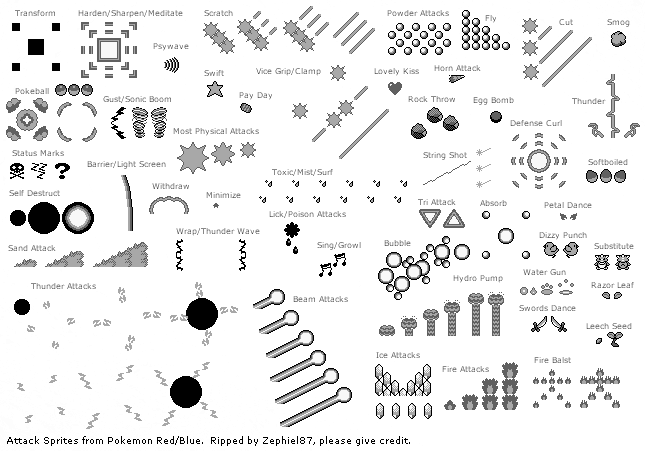 Transform
Harden/Sharpen/Meditate
Scratch
Powder Attacks
Fly
Cut
Smog
Psywave
Swift
Vice Grip/Clamp
Lovely Kiss
Horn Attack
Pokeball
Gust/Sonic Boom
Pay Day
Rock Throw
Egg Bomb
Thunder
Most Physical Attacks
Defense Curl
Status Marks
Barrier/Light Screen
String Shot
Softboiled
Toxic/Mist/Surf
Self Destruct
Withdraw
Minimize
Tri Attack
Absorb
Petal Dance
Lick/Poison Attacks
Wrap/Thunder Wave
Sing/Growl
Bubble
Dizzy Punch
Substitute
Sand Attack
Hydro Pump
Water Gun
Razor Leaf
Thunder Attacks
Beam Attacks
Swords Dance
Leech Seed
Ice Attacks
Fire Attacks
Fire Balst
Attack Sprites from Pokemon Red/Blue. Ripped by Zephiel87, please give credit.